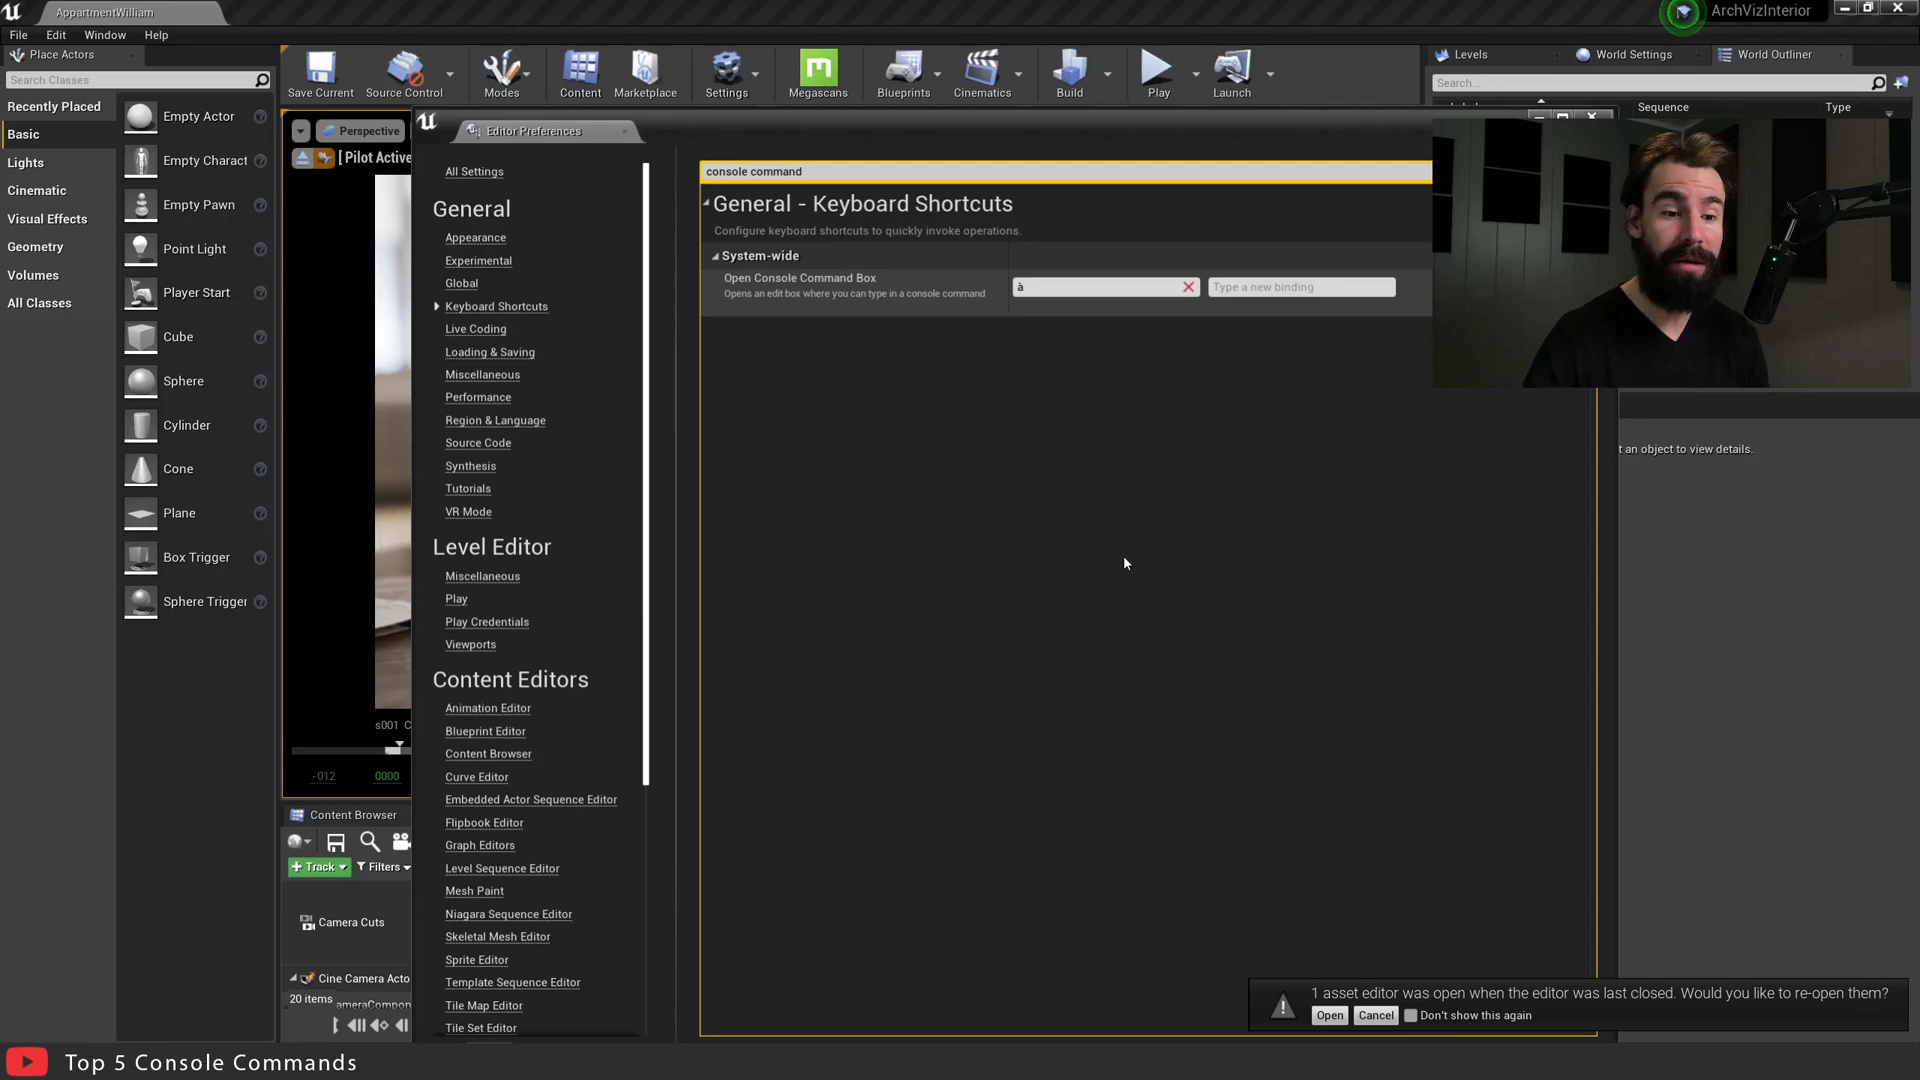 AppartmentWilliam
ArchVizInterior
File Edit Window Help
Place Actors
Search Classes
Recently Placed
Basic
Lights
Cinematic
Visual Effects
Geometry
Volumes
All Classes
Empty Actor
Empty Charact
Empty Pawn
Point Light
Player Start
Cube
Sphere
Cylinder
Cone
Plane
Box Trigger
Sphere Trigger
Save Current
Source Control
Modes
Content
Marketplace
Settings
Megascans
Blueprints
Cinematics
Build
Play
Launch
Levels
World Settings
World Outliner
Search...
Sequence
Type
Perspective
[ Pilot Active
Editor Preferences
All Settings
General
Appearance
Experimental
Global
Keyboard Shortcuts
Live Coding
Loading & Saving
Miscellaneous
Performance
Region & Language
Source Code
Synthesis
Tutorials
VR Mode
Level Editor
Miscellaneous
Play
Play Credentials
Viewports
Content Editors
Animation Editor
Blueprint Editor
Content Browser
Curve Editor
Embedded Actor Sequence Editor
Flipbook Editor
Graph Editors
Level Sequence Editor
Mesh Paint
Niagara Sequence Editor
Skeletal Mesh Editor
Sprite Editor
Template Sequence Editor
Tile Map Editor
Tile Set Editor
console command
General - Keyboard Shortcuts
Configure keyboard shortcuts to quickly invoke operations.
System-wide
Open Console Command Box
Opens an edit box where you can type in a console command
à
Type a new binding
t an object to view details.
s001 C
-012
0000
Content Browser
+ Track
Filters
Camera Cuts
Cine Camera Acto
20 items
ameraCompon
1 asset editor was open when the editor was last closed. Would you like to re-open them?
Open
Cancel
Don't show this again
Top 5 Console Commands